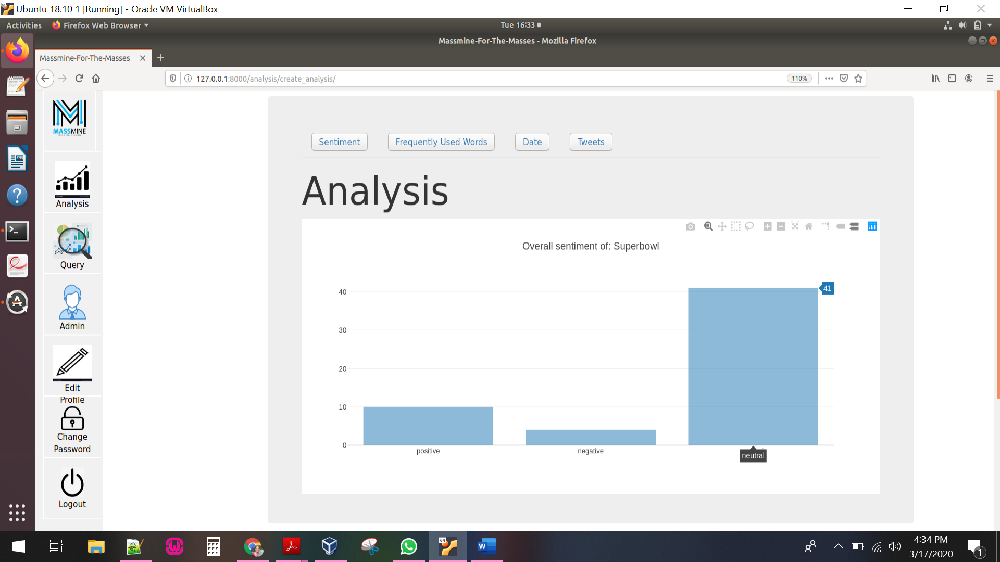 Ubuntu 18.10 1 [Running] - Oracle VM VirtualBox
Activities
Firefox Web Browser
Tue 16:33
Massmine-For-The-Masses - Mozilla Firefox
Massmine-For-The-Masses
127.0.0.1:8000/analysis/create_analysis/
110%
MASSMINE
Analysis
Query
Admin
Edit
Profile
Change
Password
Logout
Sentiment
Frequently Used Words
Date
Tweets
Analysis
Overall sentiment of: Superbowl
41
40
30
20
10
0
positive
negative
neutral
64
W
4:34 PM
3/17/2020
1